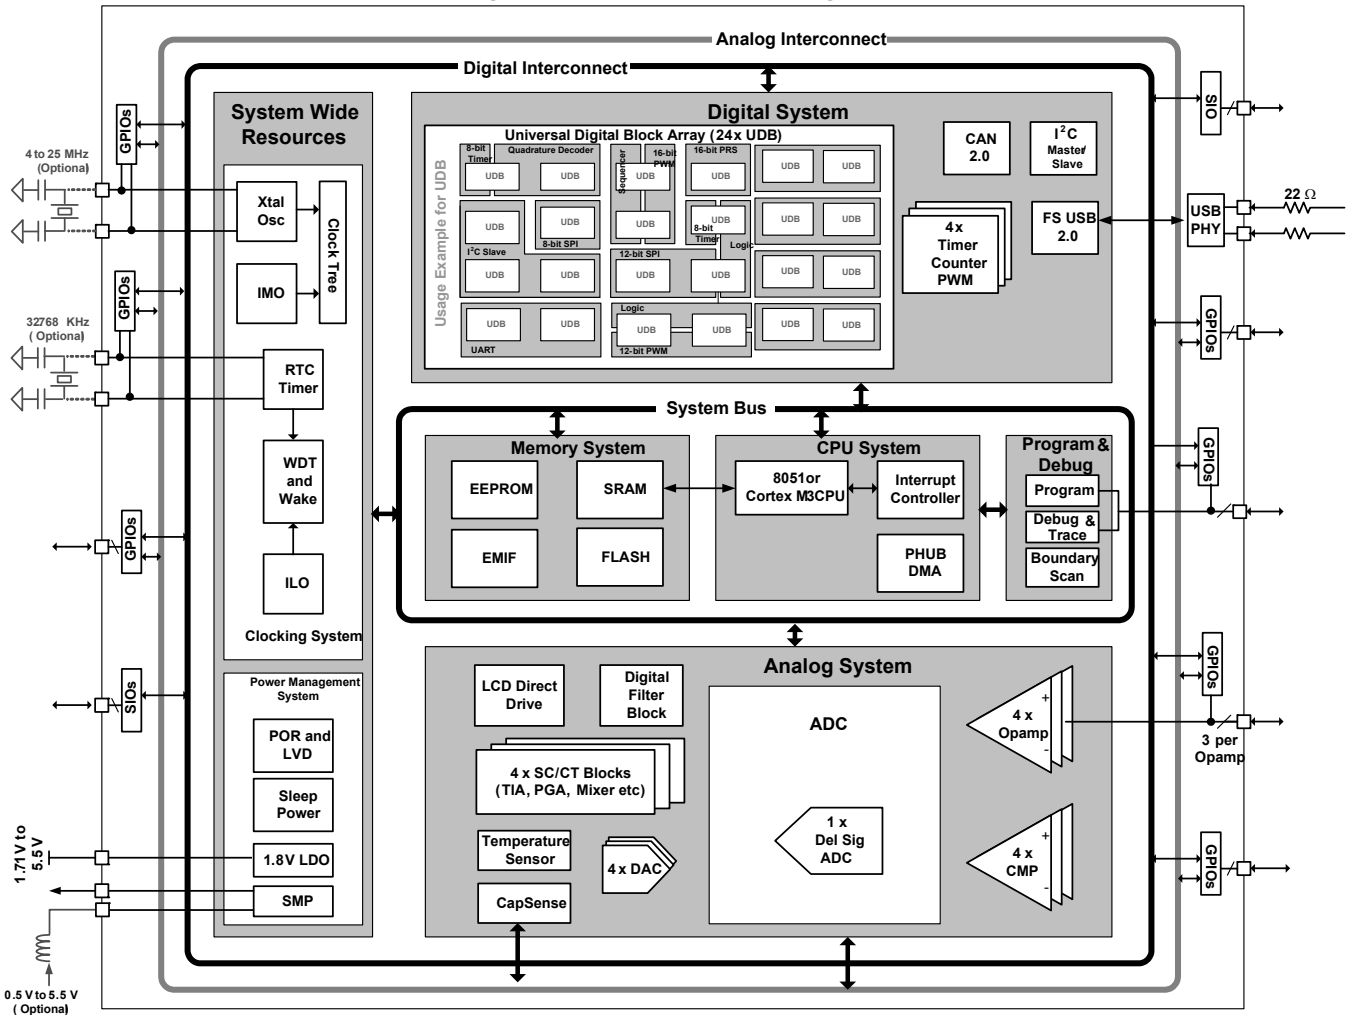 Analog Interconnect
Digital Interconnect
System Wide
Resources
4 to 25 MHz
(Optional)
GPIOs
Xtal
Osc
Clock Tree
IMO
GPIOs
32768 KHz
( Optional)
RTC
Timer
WDT
and
Wake
GPIOs
ILO
Clocking System
SIOs
Power Management
System
POR and
LVD
Sleep
Power
1.71 V to
5.5 V
1.8V LDO
SMP
0.5 V to 5.5 V
( Optional)
Digital System
Universal Digital Block Array (24x UDB)
Usage Example for UDB
8-bit
Timer
Quadrature Decoder
Sequencer
16-bit
PWM
16-bit PRS
UDB
UDB
UDB
UDB
UDB
UDB
UDB
UDB
UDB
UDB
UDB
UDB
8-bit SPI
8-bit
Timer
Logic
I²C Slave
12-bit SPI
UDB
UDB
UDB
UDB
UDB
UDB
Logic
UDB
UDB
UDB
UDB
UDB
UDB
UART
12-bit PWM
CAN
2.0
I²C
Master/
Slave
4x
Timer
Counter
PWM
FS USB
2.0
SIO
USB
PHY
22 Ω
GPIOs
System Bus
Memory System
EEPROM
SRAM
EMIF
FLASH
CPU System
8051or
Cortex M3CPU
Interrupt
Controller
PHUB
DMA
Program &
Debug
Program
Debug &
Trace
Boundary
Scan
GPIOs
Analog System
LCD Direct
Drive
Digital
Filter
Block
4 x SC/CT Blocks
(TIA, PGA, Mixer etc)
Temperature
Sensor
4 x DAC
CapSense
ADC
1 x
Del Sig
ADC
+
4 x
Opamp
-
+
4 x
CMP
-
GPIOs
3 per
Opamp
GPIOs